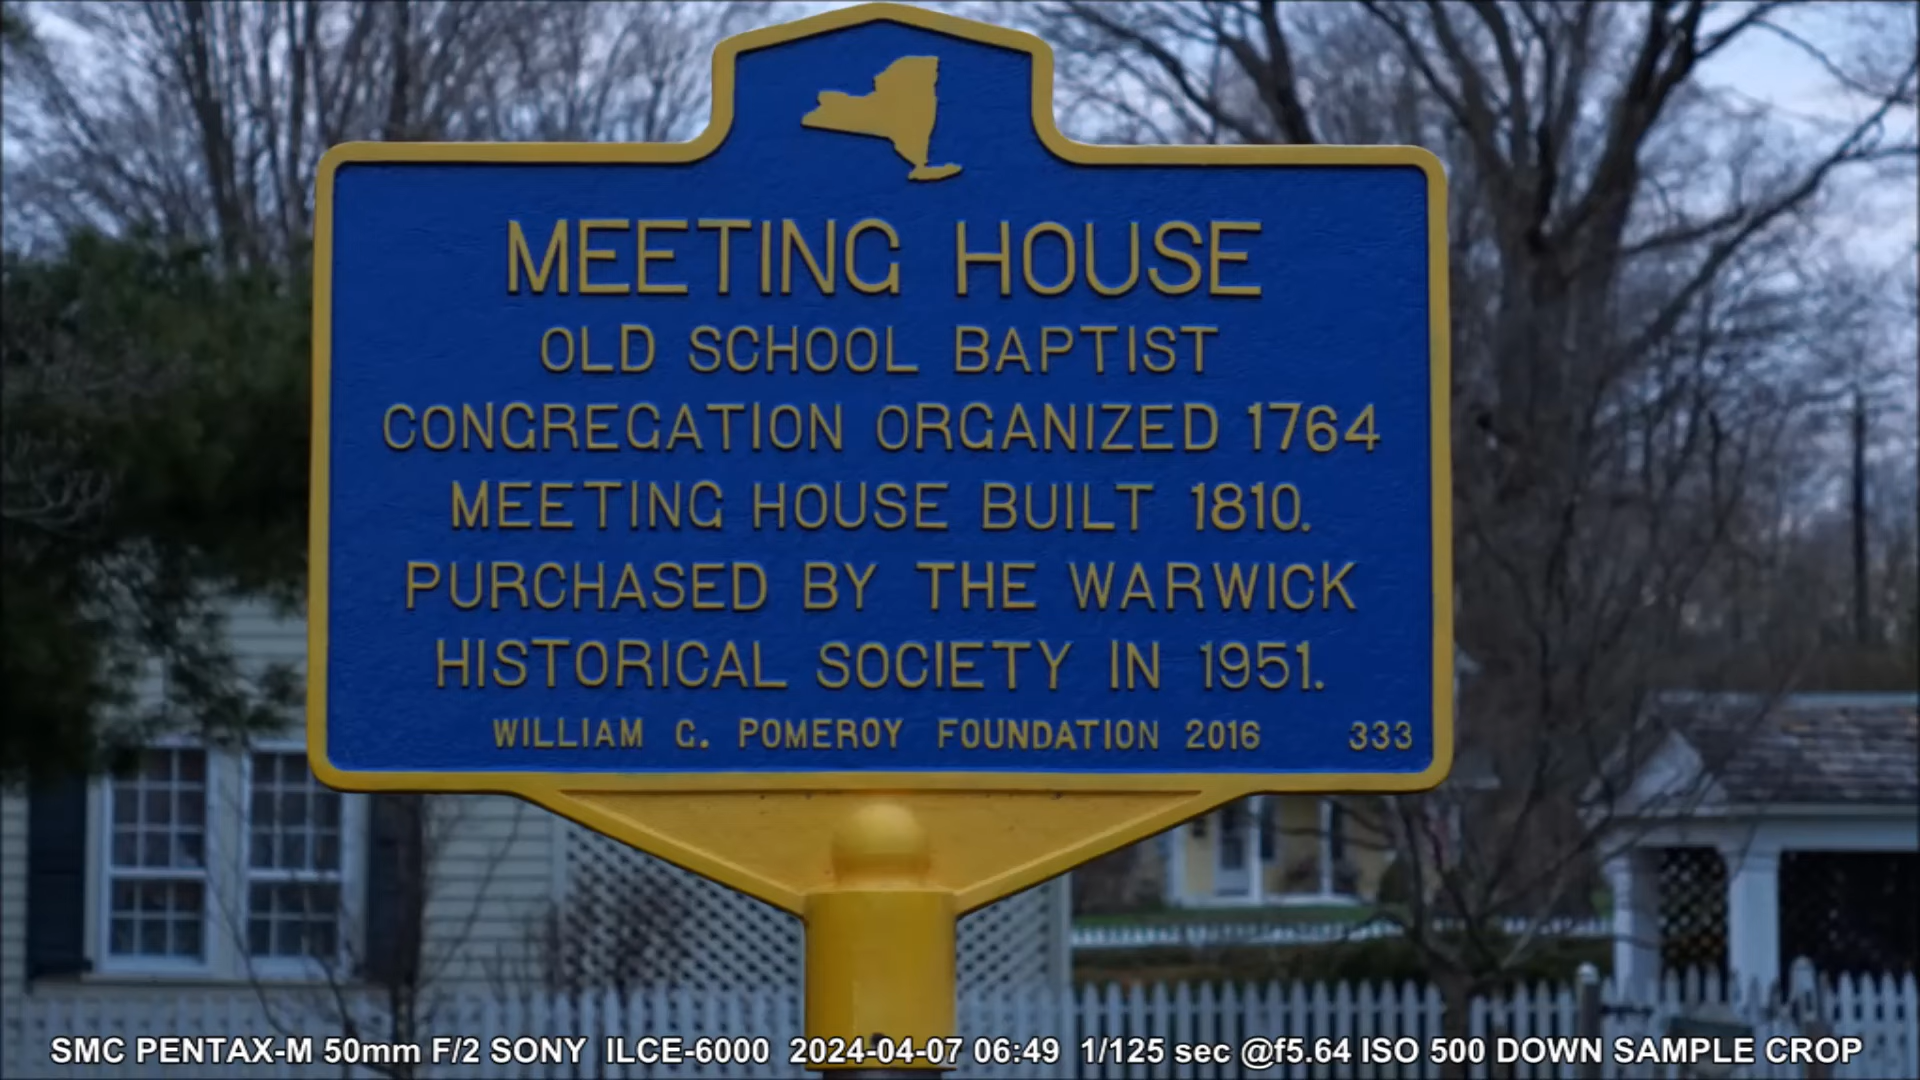 MEETING HOUSE
OLD SCHOOL BAPTIST
CONGREGATION ORGANIZED 1764
MEETING HOUSE BUILT 1810.
PURCHASED BY THE WARWICK
HISTORICAL SOCIETY IN 1951.
WILLIAM G. POMEROY FOUNDATION 2016 333
SMC PENTAX-M 50mm F/2 SONY ILCE-6000 2024-04-07 06:49 1/125 sec @f5.64 ISO 500 DOWN SAMPLE CROP